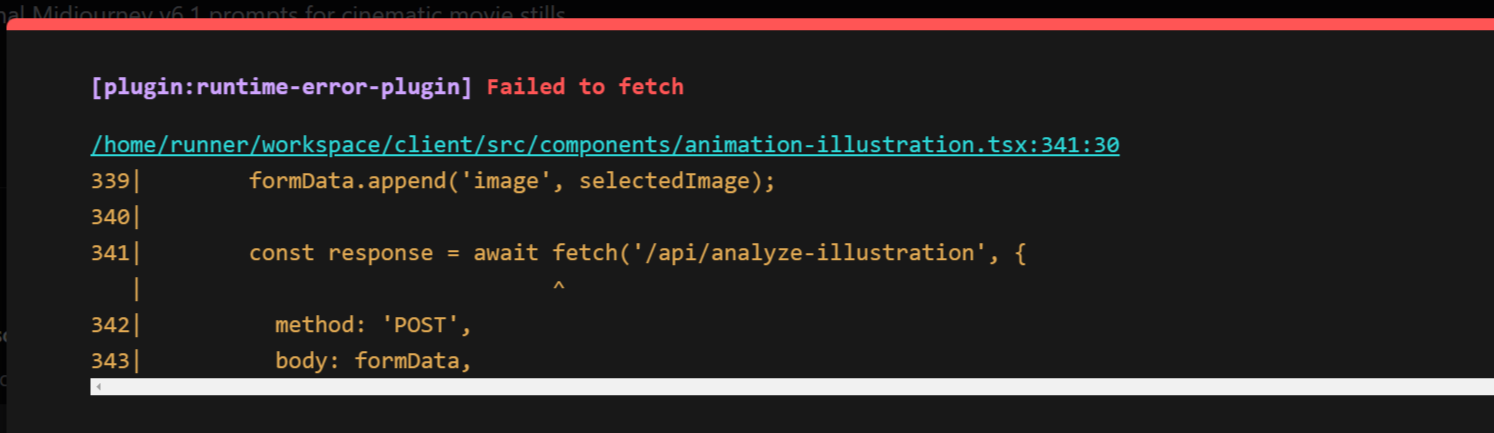 Midjourney v6.1 prompts for cinematic movie stills
[plugin:runtime-error-plugin] Failed to fetch
/home/runner/workspace/client/src/components/animation-illustration.tsx:341:30
339|        formData.append('image', selectedImage);
340|
341|        const response = await fetch('/api/analyze-illustration', {
   |                               ^
342|          method: 'POST',
343|          body: formData,